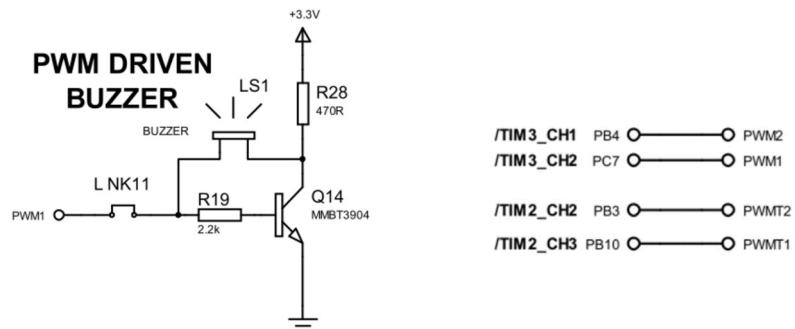 +3.3V
PWM DRIVEN
BUZZER
LS1
R28
470R
BUZZER
L NK11
R19
Q14
MMBT3904
PWM1
2.2k
/TIM3_CH1 PB4 PWM2
/TIM3_CH2 PC7 PWM1
/TIM2_CH2 PB3 PWMT2
/TIM2_CH3 PB10 PWMT1